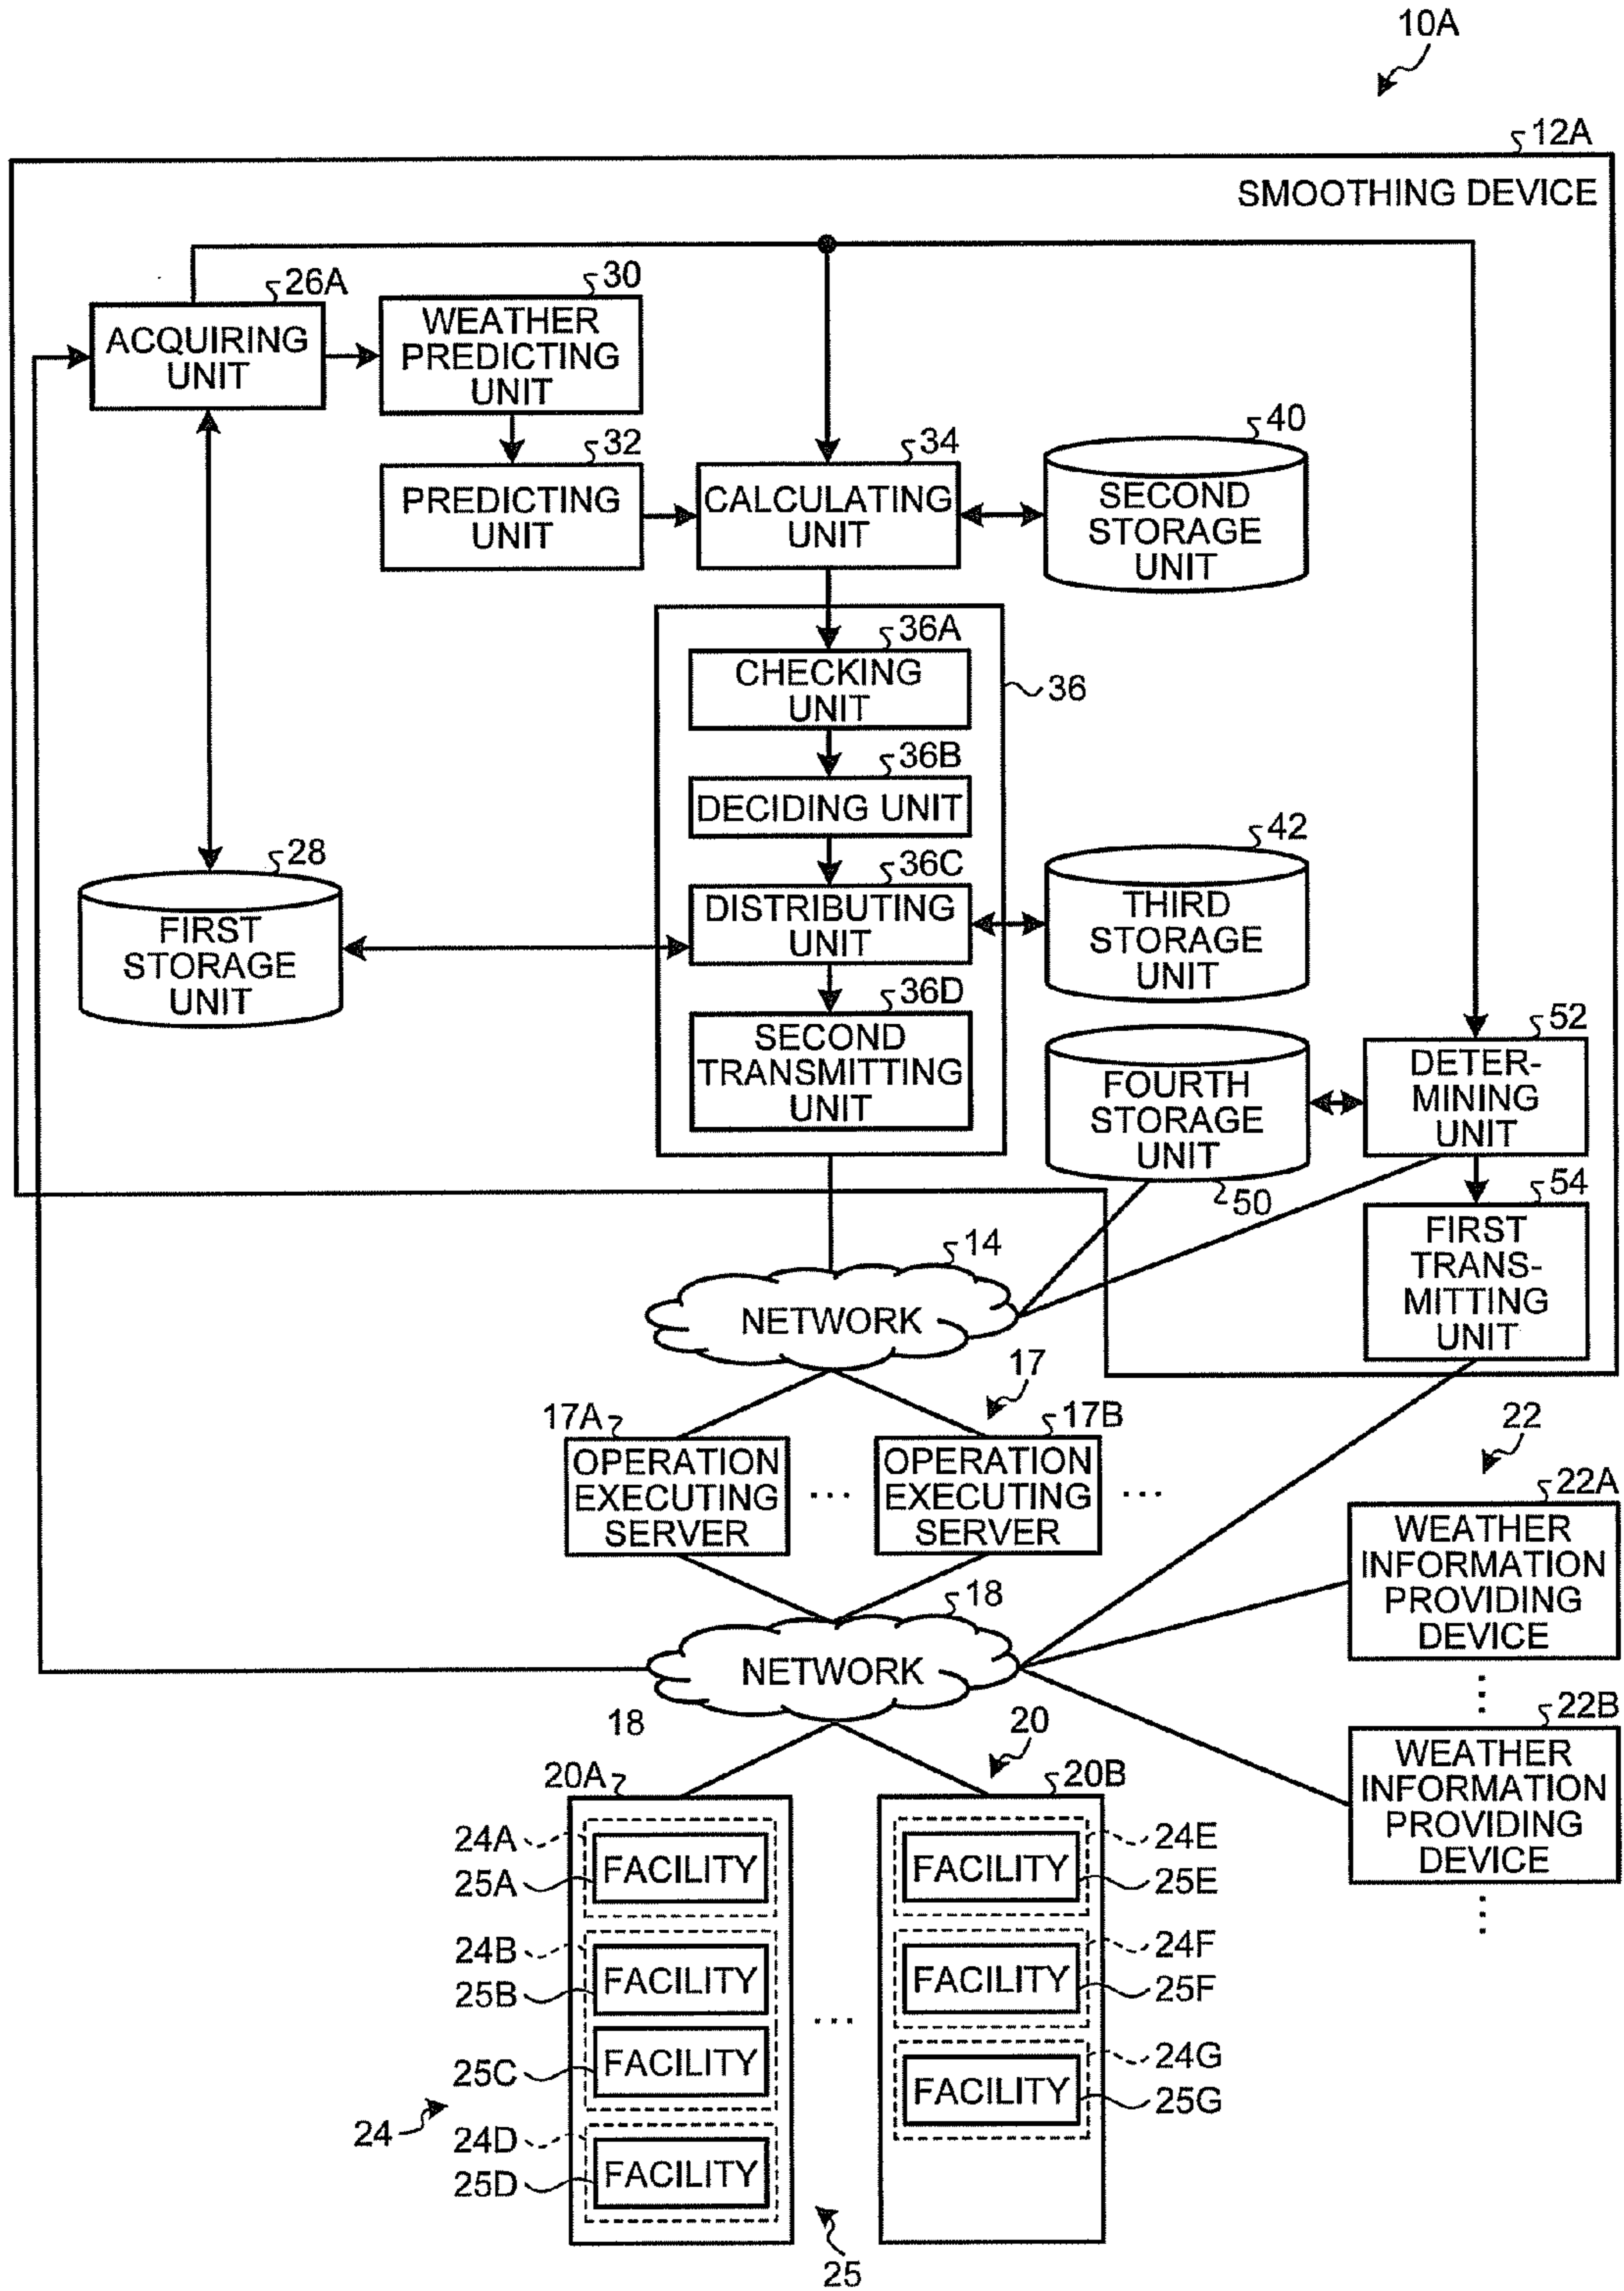 10A
12A
SMOOTHING DEVICE
26A
ACQUIRING
UNIT
30
WEATHER
PREDICTING
UNIT
32
PREDICTING
UNIT
34
CALCULATING
UNIT
40
SECOND
STORAGE
UNIT
36A
CHECKING
UNIT
36
36B
DECIDING UNIT
36C
DISTRIBUTING
UNIT
36D
SECOND
TRANSMITTING
UNIT
28
FIRST
STORAGE
UNIT
42
THIRD
STORAGE
UNIT
FOURTH
STORAGE
UNIT
50
52
DETER-
MINING
UNIT
54
FIRST
TRANS-
MITTING
UNIT
14
NETWORK
17
17A
OPERATION
EXECUTING
SERVER
...
17B
OPERATION
EXECUTING
SERVER
...
22
22A
WEATHER
INFORMATION
PROVIDING
DEVICE
...
22B
WEATHER
INFORMATION
PROVIDING
DEVICE
...
18
NETWORK
18
20
20A
24A
FACILITY
25A
24B
FACILITY
25B
FACILITY
25C
24
24D
FACILITY
25D
...
25
20B
24E
FACILITY
25E
24F
FACILITY
25F
24G
FACILITY
25G